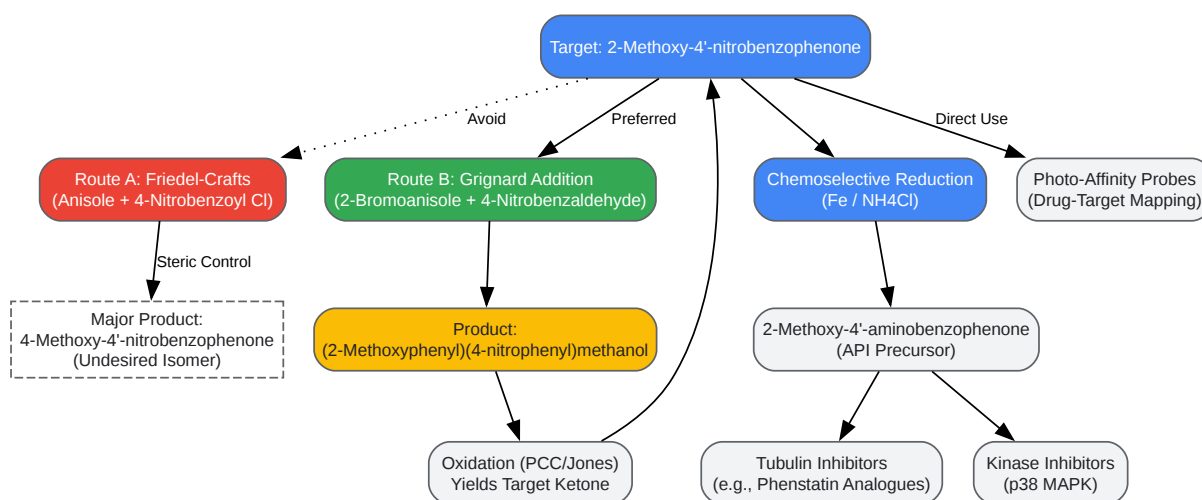 Target: 2-Methoxy-4'-nitrobenzophenone
Avoid
Preferred
Direct Use
Route A: Friedel-Crafts
(Anisole + 4-Nitrobenzoyl Cl)
Route B: Grignard Addition
(2-Bromoanisole + 4-Nitrobenzaldehyde)
Chemoselective Reduction
(Fe / NH4Cl)
Photo-Affinity Probes
(Drug-Target Mapping)
Steric Control
Major Product:
4-Methoxy-4'-nitrobenzophenone
(Undesired Isomer)
Product:
(2-Methoxyphenyl)(4-nitrophenyl)methanol
2-Methoxy-4'-aminobenzophenone
(API Precursor)
Oxidation (PCC/Jones)
Yields Target Ketone
Tubulin Inhibitors
(e.g., Phenstatin Analogues)
Kinase Inhibitors
(p38 MAPK)